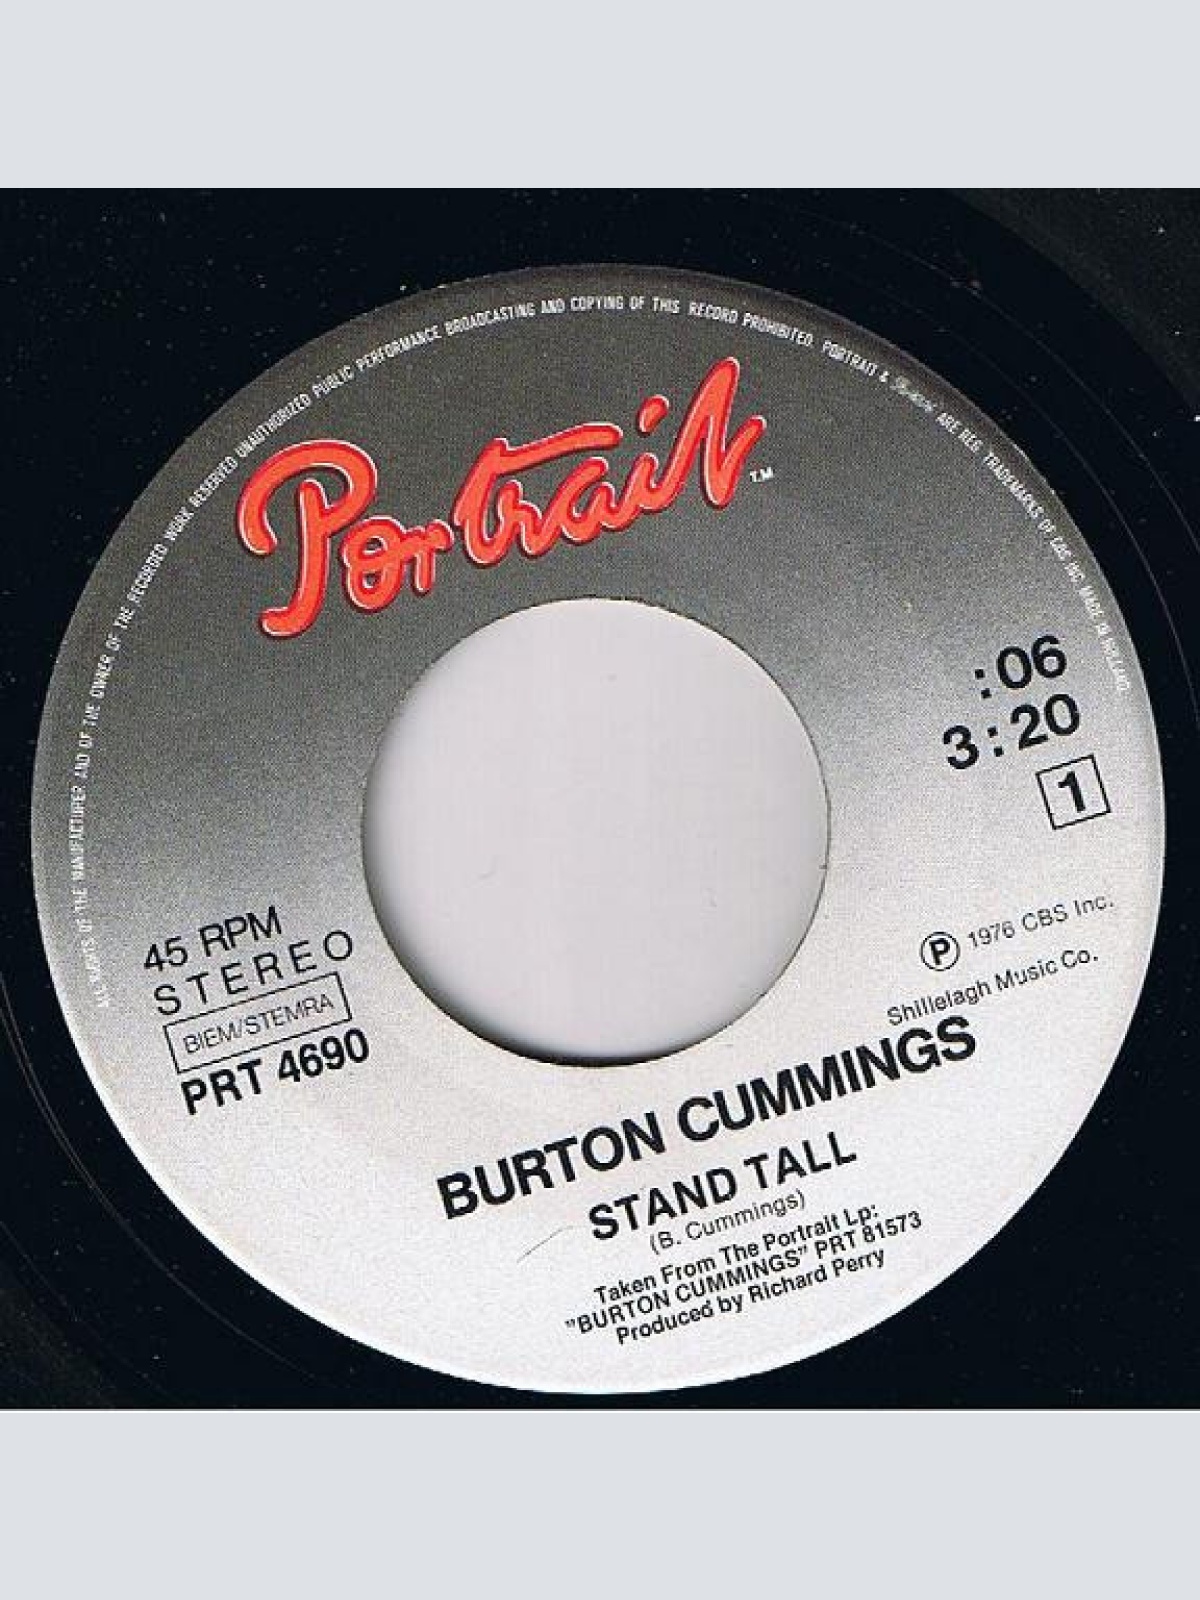 ALL RIGHTS OF THE MANUFACTURER AND OF THE OWNER OF THE RECORDED WORK RESERVED UNAUTHORIZED PUBLIC PERFORMANCE BROADCASTING AND COPYING OF THIS RECORD PROHIBITED. PORTRAIT & ARE REG. TRADEMARKS OF CBS INC. MADE IN HOLLAND.
Portrait T.M.
:06
3:20
1
45 RPM
STEREO
BIEM/STEMRA
PRT 4690
Ⓟ 1976 CBS Inc.
Shillelagh Music Co.
BURTON CUMMINGS
STAND TALL
(B. Cummings)
Taken From The Portrait Lp:
"BURTON CUMMINGS" PRT 81573
Produced by Richard Perry